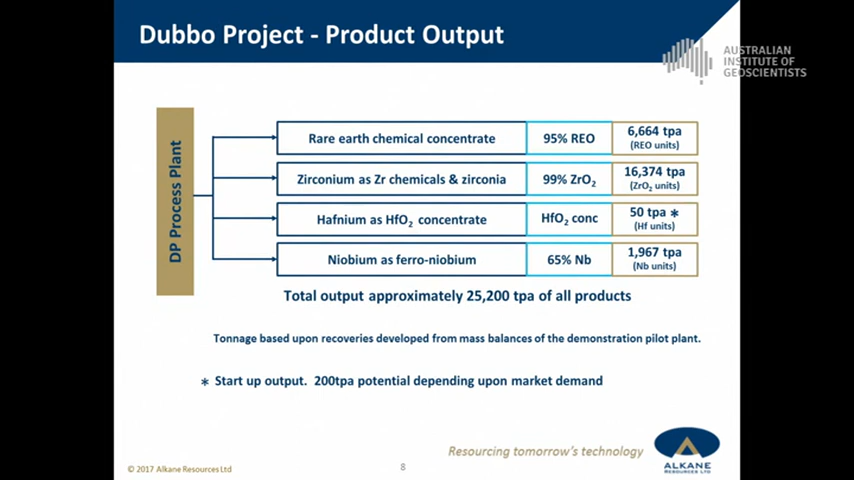 Dubbo Project - Product Output
AUSTRALIAN
INSTITUTE OF
GEOSCIENTISTS
DP Process Plant
Rare earth chemical concentrate
95% REO
6,664 tpa
(REO units)
Zirconium as Zr chemicals & zirconia
99% ZrO₂
16,374 tpa
(ZrO₂ units)
Hafnium as HfO₂ concentrate
HfO₂ conc
50 tpa *
(Hf units)
Niobium as ferro-niobium
65% Nb
1,967 tpa
(Nb units)
Total output approximately 25,200 tpa of all products
Tonnage based upon recoveries developed from mass balances of the demonstration pilot plant.
* Start up output. 200tpa potential depending upon market demand
Resourcing tomorrow's technology
ALKANE
RESOURCES LTD
© 2017 Alkane Resources Ltd
8